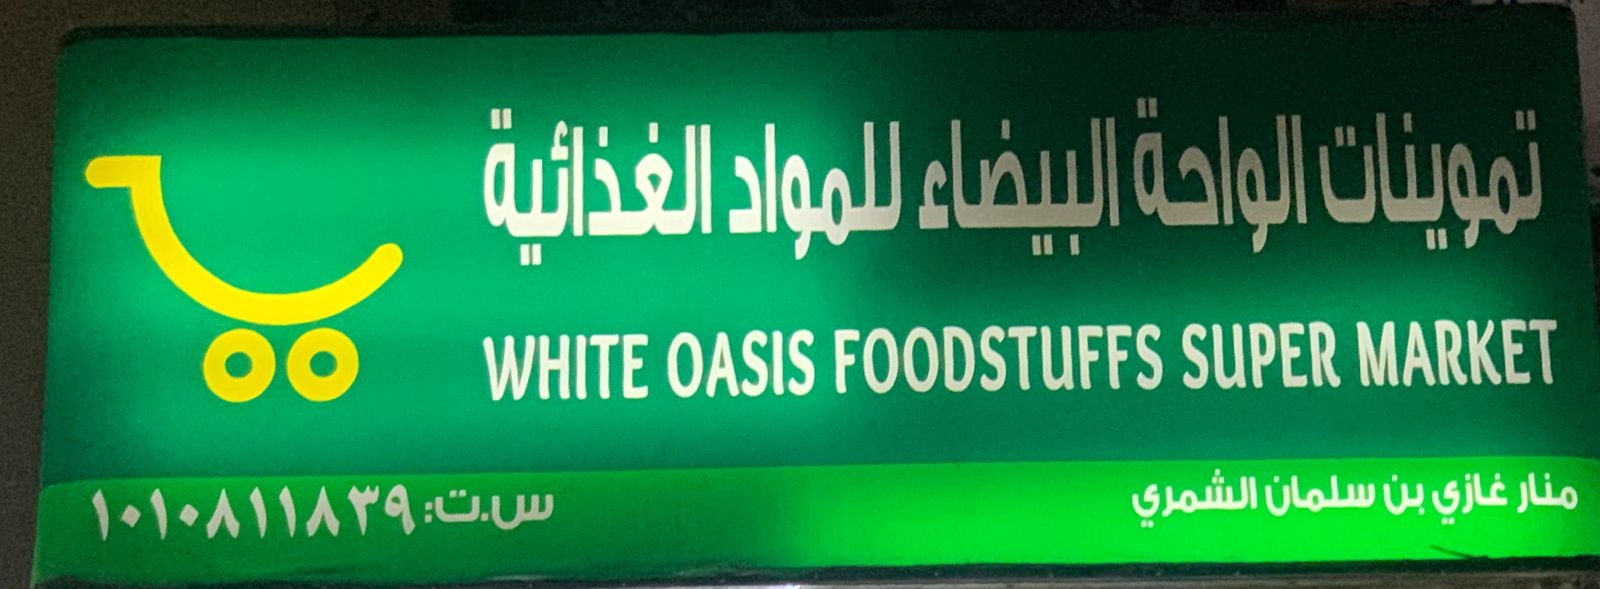 تموينات الواحة البيضاء للمواد الغذائية
WHITE OASIS FOODSTUFFS SUPER MARKET
منار غازي بن سلمان الشمري
س.ت: ١٠١٠٨١١٨٣٩